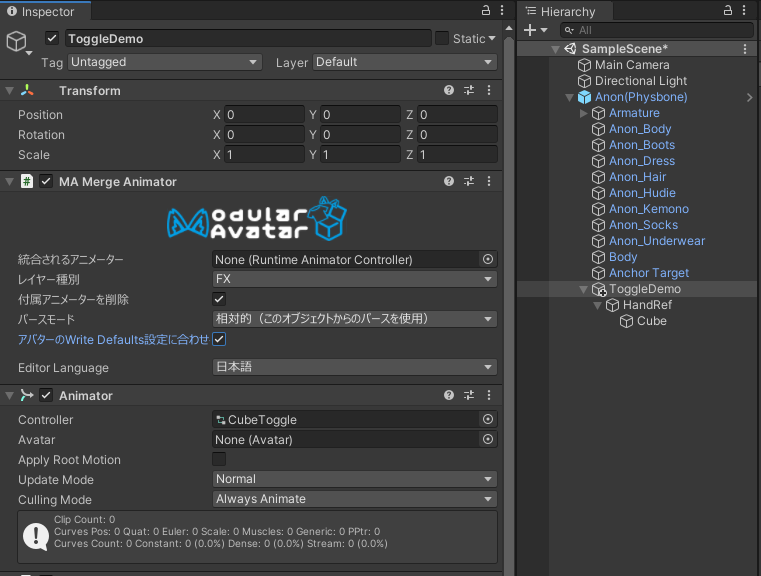 Inspector
ToggleDemo
Static
Tag Untagged Layer Default
Transform
Position X 0 Y 0 Z 0
Rotation X 0 Y 0 Z 0
Scale X 1 Y 1 Z 1
MA Merge Animator
Modular
Avatar
統合されるアニメーター None (Runtime Animator Controller)
レイヤー種別 FX
付属アニメーターを削除
パースモード 相対的（このオブジェクトからのパースを使用）
アバターのWrite Defaults設定に合わせ
Editor Language 日本語
Animator
Controller CubeToggle
Avatar None (Avatar)
Apply Root Motion
Update Mode Normal
Culling Mode Always Animate
Clip Count: 0
Curves Pos: 0 Quat: 0 Euler: 0 Scale: 0 Muscles: 0 Generic: 0 PPtr: 0
Curves Count: 0 Constant: 0 (0.0%) Dense: 0 (0.0%) Stream: 0 (0.0%)
Hierarchy
All
SampleScene*
Main Camera
Directional Light
Anon(Physbone)
Armature
Anon_Body
Anon_Boots
Anon_Dress
Anon_Hair
Anon_Hudie
Anon_Kemono
Anon_Socks
Anon_Underwear
Body
Anchor Target
ToggleDemo
HandRef
Cube